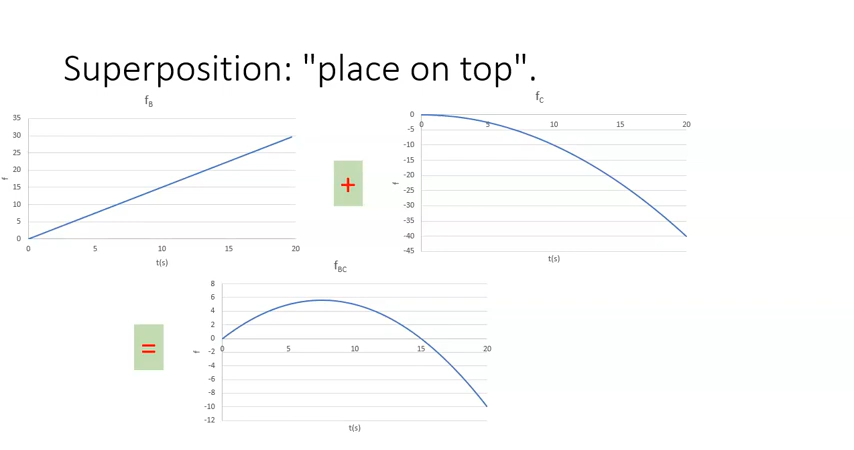 Superposition: "place on top".
fB
35
30
25
20
15
10
5
0
f
0 5 10 15 20
t(s)
+
fC
0
-5
-10
-15
-20
-25
-30
-35
-40
-45
f
0 5 10 15 20
t(s)
=
fBC
8
6
4
2
0
-2
-4
-6
-8
-10
-12
f
0 5 10 15 20
t(s)